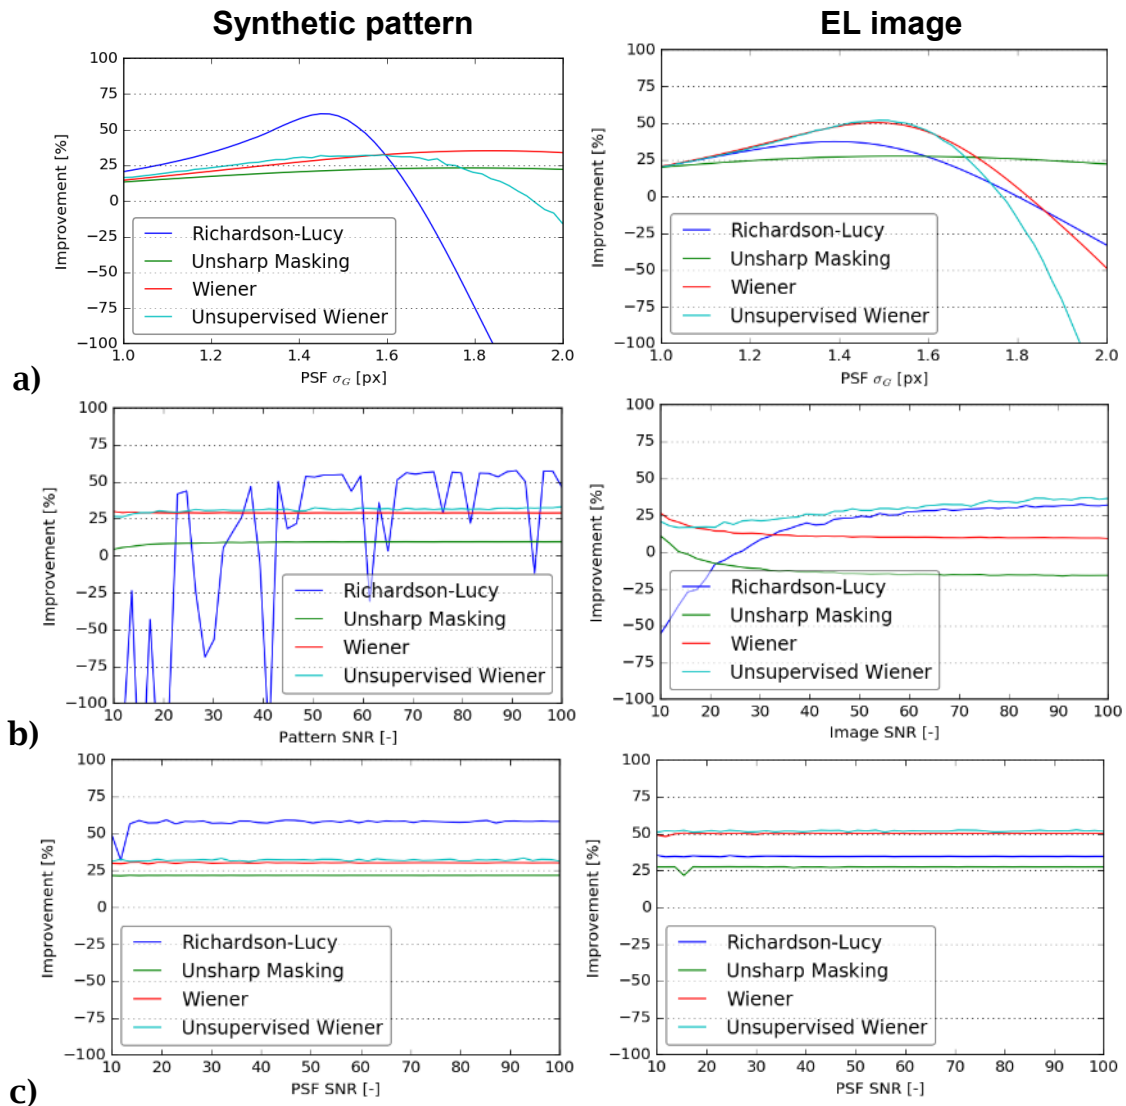 Synthetic pattern
EL image
100
75
50
25
0
−25
−50
−75
−100
Improvement [%]
Richardson-Lucy
Unsharp Masking
Wiener
Unsupervised Wiener
1.0 1.2 1.4 1.6 1.8 2.0
PSF σG [px]
100
75
50
25
0
−25
−50
−75
−100
Improvement [%]
Richardson-Lucy
Unsharp Masking
Wiener
Unsupervised Wiener
1.0 1.2 1.4 1.6 1.8 2.0
PSF σG [px]
a)
100
75
50
25
0
−25
−50
−75
−100
Improvement [%]
Richardson-Lucy
Unsharp Masking
Wiener
Unsupervised Wiener
10 20 30 40 50 60 70 80 90 100
Pattern SNR [-]
100
75
50
25
0
−25
−50
−75
−100
Improvement [%]
Richardson-Lucy
Unsharp Masking
Wiener
Unsupervised Wiener
10 20 30 40 50 60 70 80 90 100
Image SNR [-]
b)
100
75
50
25
0
−25
−50
−75
−100
Improvement [%]
Richardson-Lucy
Unsharp Masking
Wiener
Unsupervised Wiener
10 20 30 40 50 60 70 80 90 100
PSF SNR [-]
100
75
50
25
0
−25
−50
−75
−100
Improvement [%]
Richardson-Lucy
Unsharp Masking
Wiener
Unsupervised Wiener
10 20 30 40 50 60 70 80 90 100
PSF SNR [-]
c)